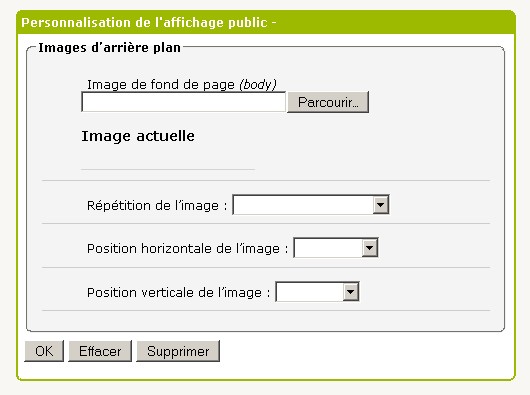 Personnalisation de l'affichage public -
Images d'arrière plan
Image de fond de page (body)
Parcourir...
Image actuelle
Répétition de l'image :
Position horizontale de l'image :
Position verticale de l'image :
OK Effacer Supprimer